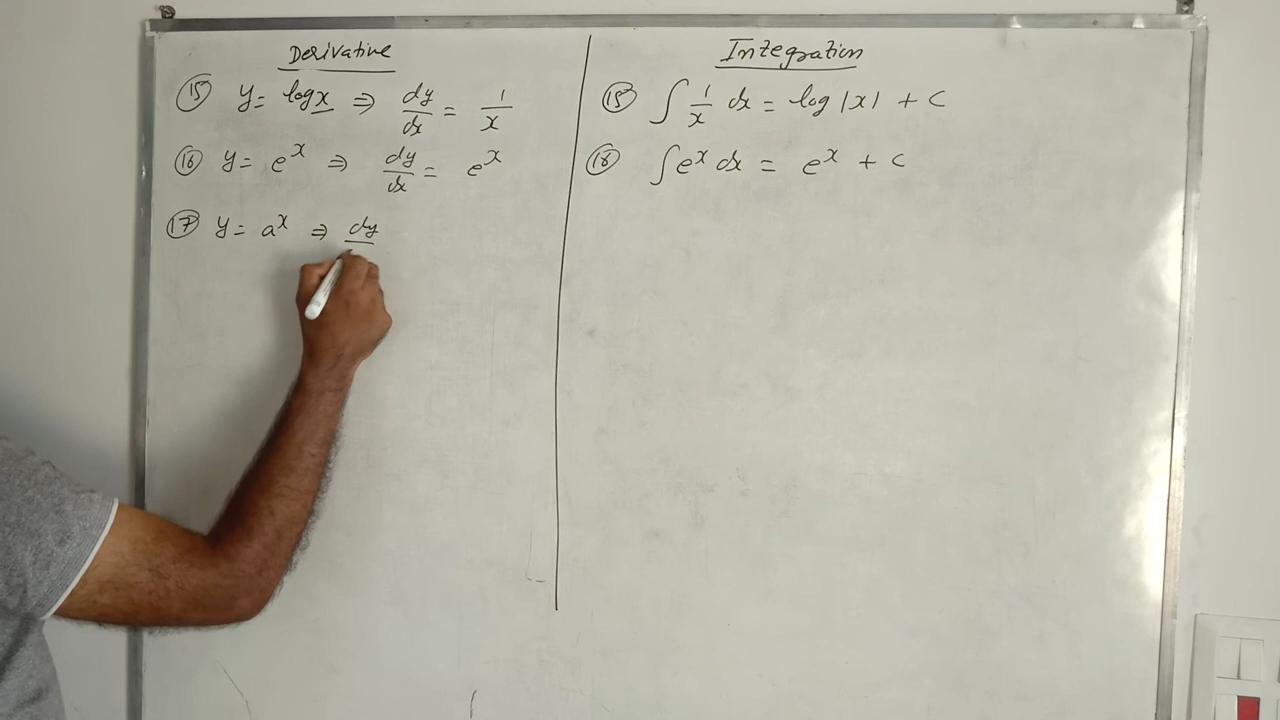 Derivative
⑮ y = log x ⇒ dy/dx = 1/x
⑯ y = e^x ⇒ dy/dx = e^x
⑰ y = a^x ⇒ dy
Integration
⑮ ∫ 1/x dx = log |x| + c
⑯ ∫ e^x dx = e^x + c